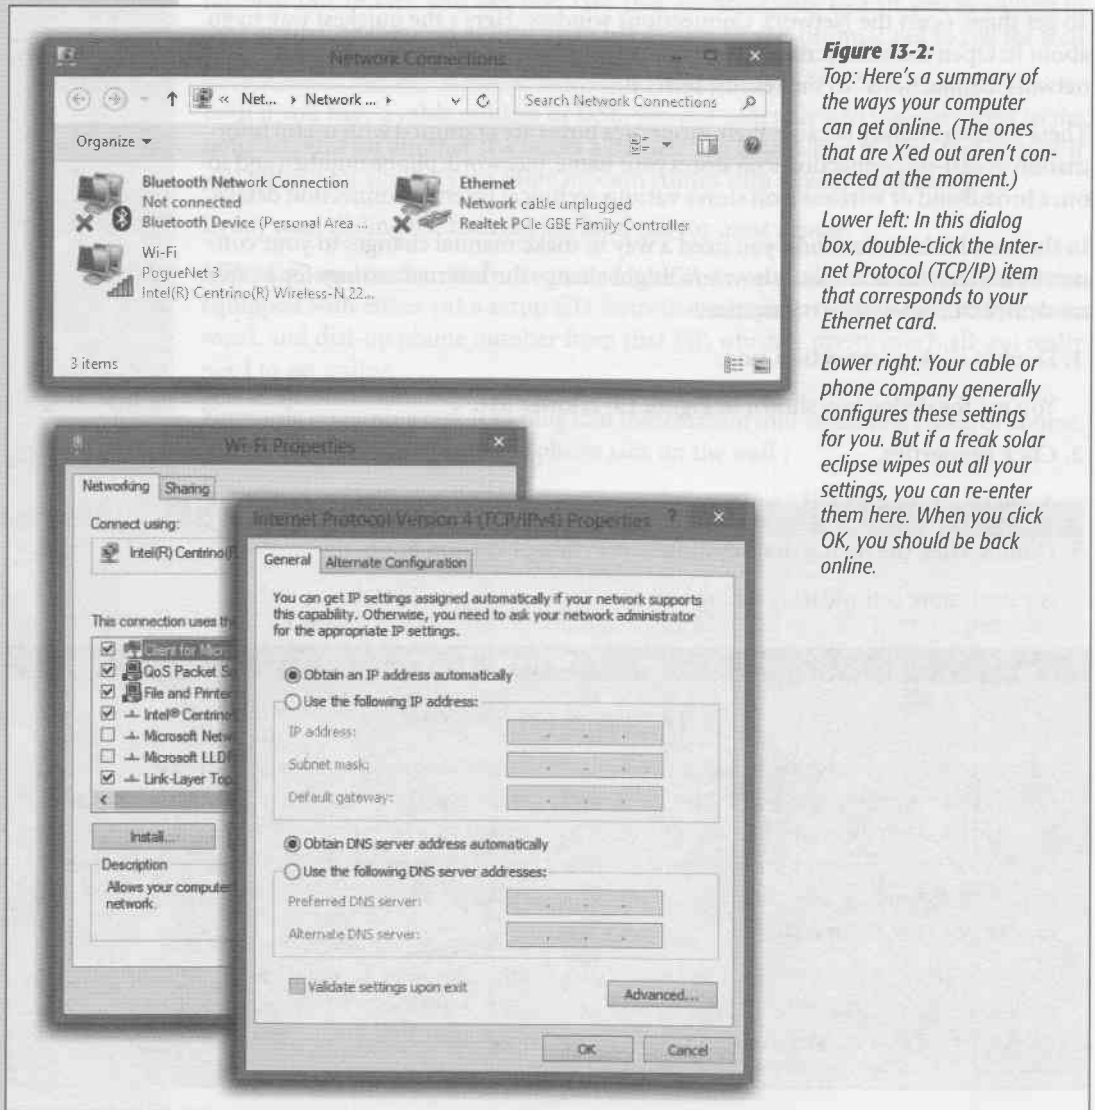 Network Connections
« Net... Network ...
Search Network Connections
Organize
Bluetooth Network Connection
Not connected
Bluetooth Device (Personal Area ...
Ethernet
Network cable unplugged
Realtek PCIe GBE Family Controller
Wi-Fi
PogueNet 3
Intel(R) Centrino(R) Wireless-N 22...
3 items
Figure 13-2:
Top: Here's a summary of
the ways your computer
can get online. (The ones
that are X'ed out aren't con-
nected at the moment.)
Lower left: In this dialog
box, double-click the Inter-
net Protocol (TCP/IP) item
that corresponds to your
Ethernet card.
Lower right: Your cable or
phone company generally
configures these settings
for you. But if a freak solar
eclipse wipes out all your
settings, you can re-enter
them here. When you click
OK, you should be back
online.
Wi-Fi Properties
Networking Sharing
Connect using:
Intel(R) Centrino(R
This connection uses th
Client for Micro
QoS Packet S
File and Printe
Intel® Centrino
Microsoft Netw
Microsoft LLD
Link-Layer Top
Install...
Description
Allows your computer
network.
Internet Protocol Version 4 (TCP/IPv4) Properties ?
General Alternate Configuration
You can get IP settings assigned automatically if your network supports
this capability. Otherwise, you need to ask your network administrator
for the appropriate IP settings.
Obtain an IP address automatically
Use the following IP address:
IP address:
Subnet mask:
Default gateway:
Obtain DNS server address automatically
Use the following DNS server addresses:
Preferred DNS server:
Alternate DNS server:
Validate settings upon exit
Advanced...
OK Cancel